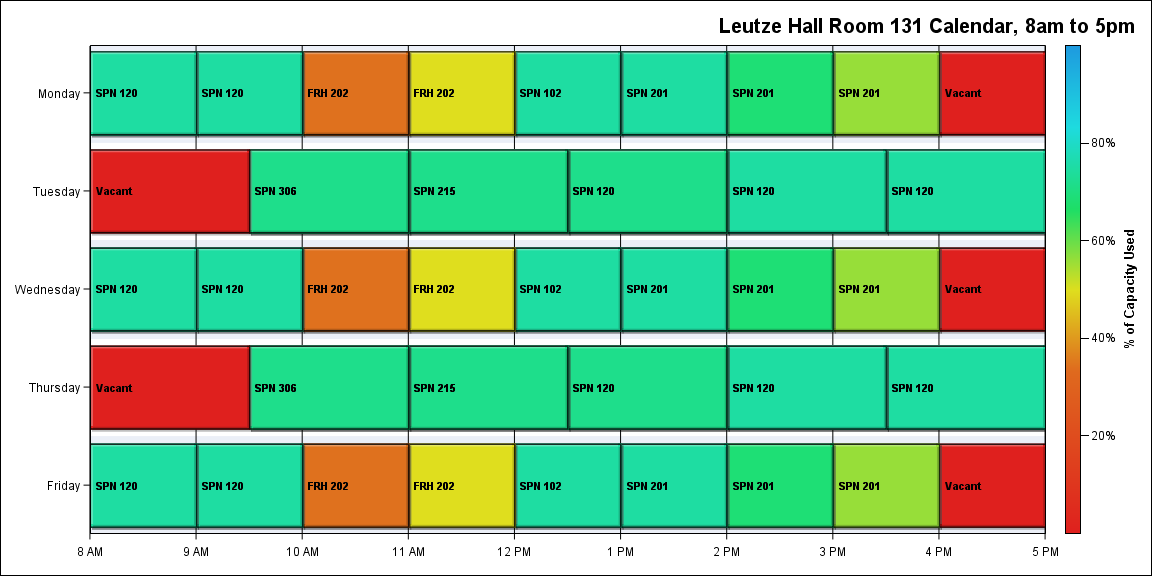 Leutze Hall Room 131 Calendar, 8am to 5pm
Monday
SPN 120
SPN 120
FRH 202
FRH 202
SPN 102
SPN 201
SPN 201
SPN 201
Vacant
Tuesday
Vacant
SPN 306
SPN 215
SPN 120
SPN 120
SPN 120
Wednesday
SPN 120
SPN 120
FRH 202
FRH 202
SPN 102
SPN 201
SPN 201
SPN 201
Vacant
Thursday
Vacant
SPN 306
SPN 215
SPN 120
SPN 120
SPN 120
Friday
SPN 120
SPN 120
FRH 202
FRH 202
SPN 102
SPN 201
SPN 201
SPN 201
Vacant
8 AM
9 AM
10 AM
11 AM
12 PM
1 PM
2 PM
3 PM
4 PM
5 PM
80%
60%
40%
20%
% of Capacity Used